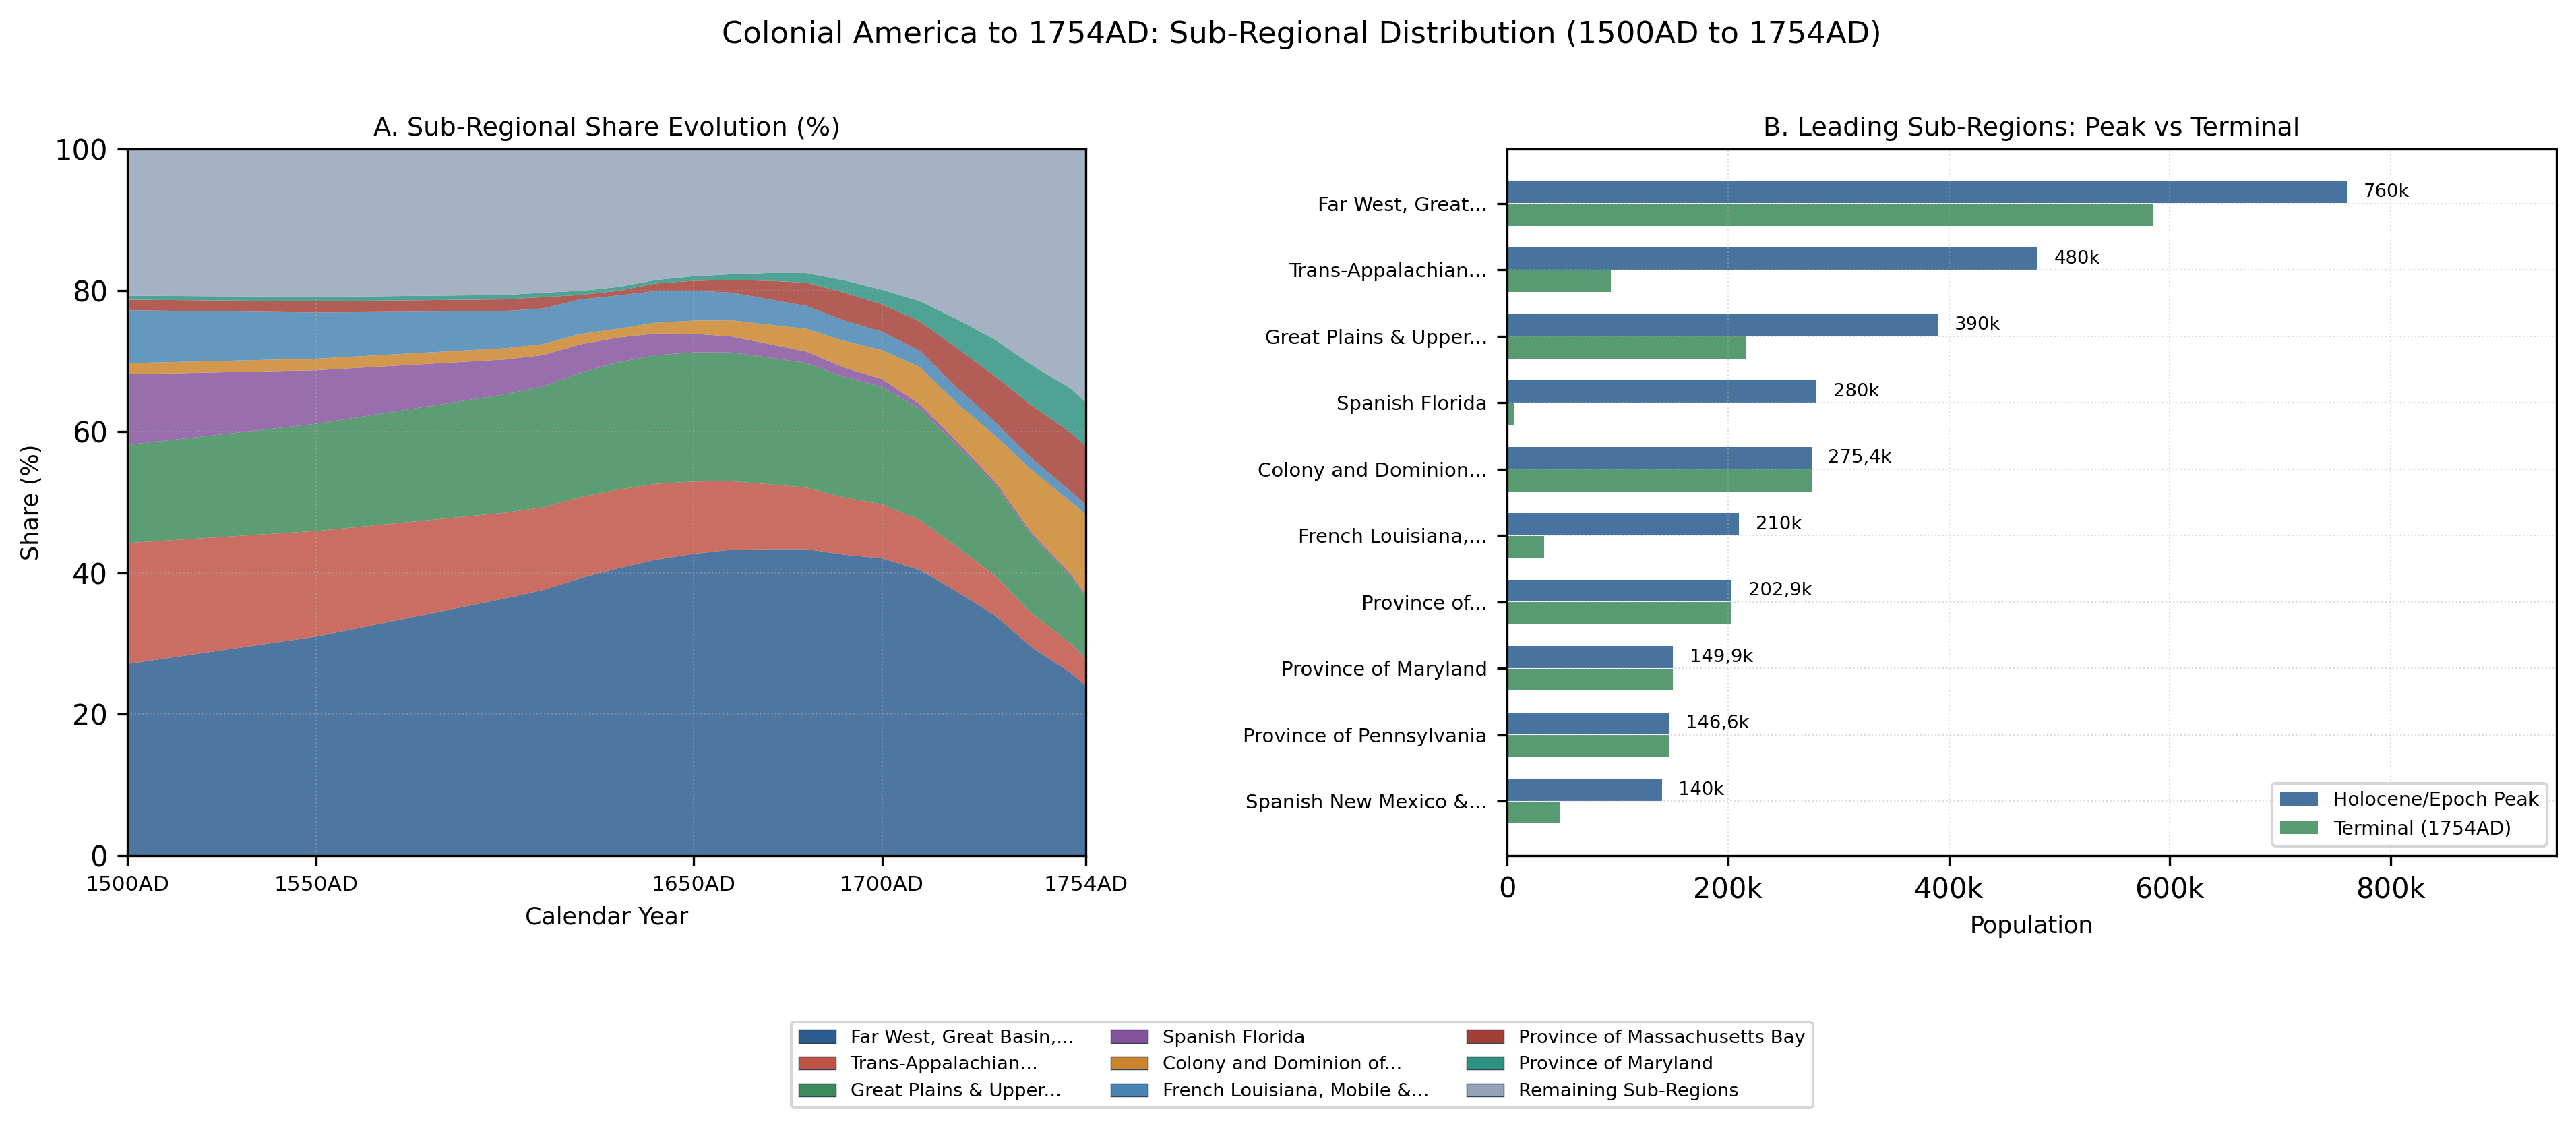 Colonial America to 1754AD: Sub-Regional Distribution (1500AD to 1754AD)
A. Sub-Regional Share Evolution (%)
100
80
60
40
20
0
Share (%)
1500AD
1550AD
1650AD
1700AD
1754AD
Calendar Year
B. Leading Sub-Regions: Peak vs Terminal
Far West, Great...
760k
Trans-Appalachian...
480k
Great Plains & Upper...
390k
Spanish Florida
280k
Colony and Dominion...
275,4k
French Louisiana,...
210k
Province of...
202,9k
Province of Maryland
149,9k
Province of Pennsylvania
146,6k
Spanish New Mexico &...
140k
Holocene/Epoch Peak
Terminal (1754AD)
0
200k
400k
600k
800k
Population
Far West, Great Basin,...
Trans-Appalachian...
Great Plains & Upper...
Spanish Florida
Colony and Dominion of...
French Louisiana, Mobile &...
Province of Massachusetts Bay
Province of Maryland
Remaining Sub-Regions